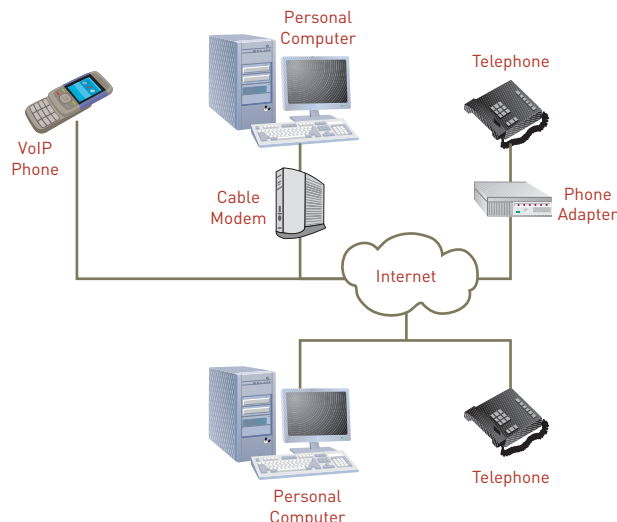 Personal
Computer
Telephone
VoIP
Phone
Cable
Modem
Phone
Adapter
Internet
Telephone
Personal
Computer